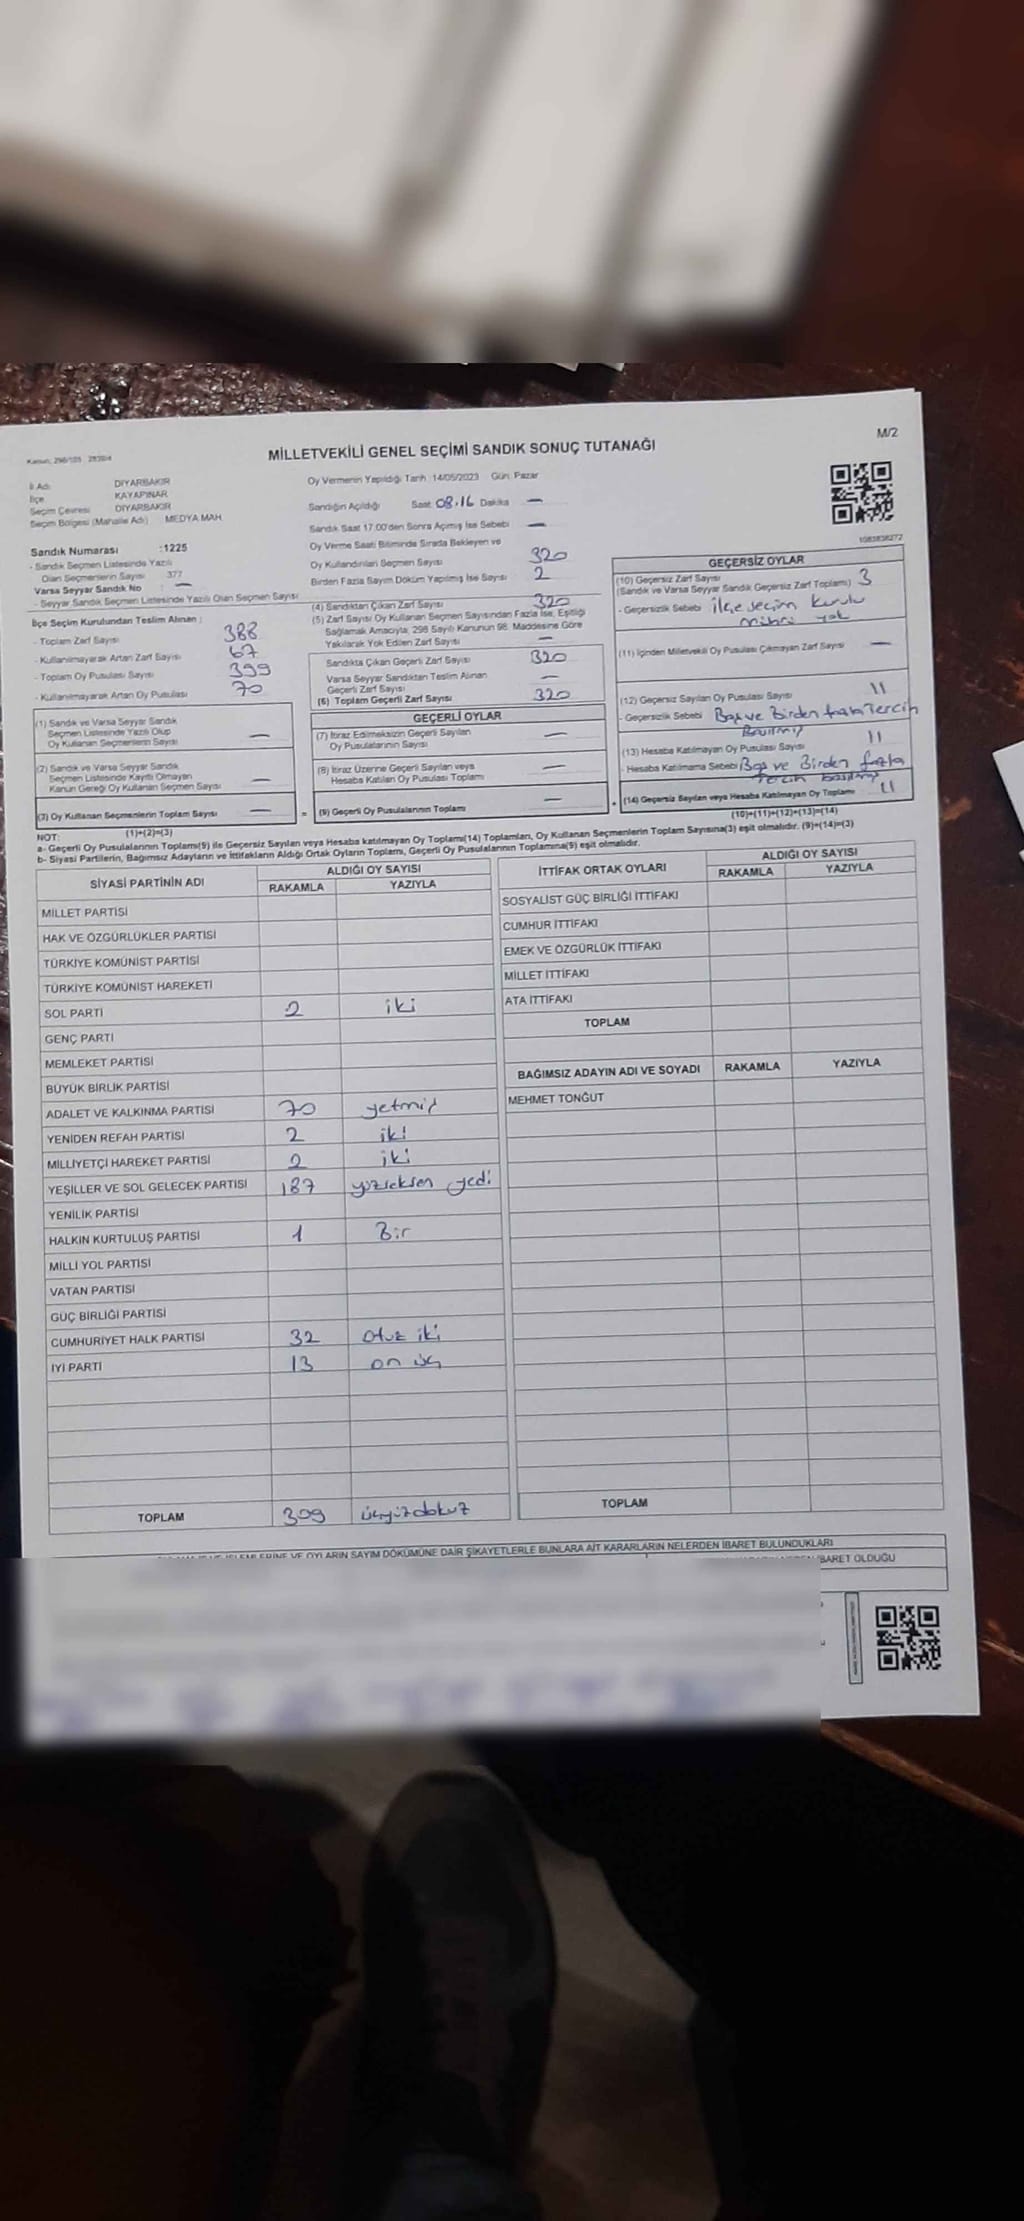 M/2
MİLLETVEKİLİ GENEL SEÇİMİ SANDIK SONUÇ TUTANAĞI
İl Adı DİYARBAKIR
İlçe KAYAPINAR
Seçim Çevresi DİYARBAKIR
Seçim Bölgesi (Mahalle Adı) MEDYA MAH
Sandık Numarası :1225
- Sandık Seçmen Listesinde Yazılı
Olan Seçmenlerin Sayısı 377
Varsa Seyyar Sandık No : —
- Seyyar Sandık Seçmen Listesinde Yazılı Olan Seçmen Sayısı
İlçe Seçim Kurulundan Teslim Alınan :
- Toplam Zarf Sayısı 388
- Kullanılmayarak Artan Zarf Sayısı 67
- Toplam Oy Pusulası Sayısı 399
- Kullanılmayarak Artan Oy Pusulası 70
(1) Sandık ve Varsa Seyyar Sandık
Seçmen Listesinde Yazılı Olup
Oy Kullanan Seçmenlerin Sayısı —
(2) Sandık ve Varsa Seyyar Sandık
Seçmen Listesinde Kayıtlı Olmayan
Kanun Gereği Oy Kullanan Seçmen Sayısı —
(3) Oy Kullanan Seçmenlerin Toplam Sayısı —
(1)+(2)=(3)
Oy Vermenin Yapıldığı Tarih : 14/05/2023 Gün: Pazar
Sandığın Açıldığı Saat 08.16 Dakika —
Sandık Saat 17.00'den Sonra Açımış İse Sebebi —
Oy Verme Saati Bitiminde Sırada Bekleyen ve
Oy Kullandırılan Seçmen Sayısı 320
Birden Fazla Sayım Döküm Yapılmış İse Sayısı 2
(4) Sandıktan Çıkan Zarf Sayısı 320
(5) Zarf Sayısı Oy Kullanan Seçmen Sayısından Fazla İse, Eşitliği
Sağlamak Amacıyla, 298 Sayılı Kanunun 98. Maddesine Göre
Yakılarak Yok Edilen Zarf Sayısı —
Sandıkta Çıkan Geçerli Zarf Sayısı 320
Varsa Seyyar Sandıktan Teslim Alınan
Geçerli Zarf Sayısı —
(6) Toplam Geçerli Zarf Sayısı 320
GEÇERLİ OYLAR
(7) İtiraz Edilmeksizin Geçerli Sayılan
Oy Pusulalarının Sayısı —
(8) İtiraz Üzerine Geçerli Sayılan veya
Hesaba Katılan Oy Pusulası Toplamı —
= (9) Geçerli Oy Pusulalarının Toplamı —
1083838272
GEÇERSİZ OYLAR
(10) Geçersiz Zarf Sayısı
(Sandık ve Varsa Seyyar Sandık Geçersiz Zarf Toplamı) 3
- Geçersizlik Sebebi ilçe seçim kurulu
mührü yok
(11) İçinden Milletvekili Oy Pusulası Çıkmayan Zarf Sayısı —
(12) Geçersiz Sayılan Oy Pusulası Sayısı 11
- Geçersizlik Sebebi Boş ve Birden fazla Tercih
Basılmış
(13) Hesaba Katılmayan Oy Pusulası Sayısı 11
- Hesaba Katılmama Sebebi Boş ve Birden fazla
Tercih basılmış
+ (14) Geçersiz Sayılan veya Hesaba Katılmayan Oy Toplamı 11
(10)+(11)+(12)+(13)=(14)
NOT:
a- Geçerli Oy Pusulalarının Toplamı(9) ile Geçersiz Sayılan veya Hesaba katılmayan Oy Toplamı(14) Toplamları, Oy Kullanan Seçmenlerin Toplam Sayısına(3) eşit olmalıdır. (9)+(14)=(3)
b- Siyasi Partilerin, Bağımsız Adayların ve İttifakların Aldığı Ortak Oyların Toplamı, Geçerli Oy Pusulalarının Toplamına(9) eşit olmalıdır.
SİYASİ PARTİNİN ADI ALDIĞI OY SAYISI
RAKAMLA YAZIYLA
MİLLET PARTİSİ
HAK VE ÖZGÜRLÜKLER PARTİSİ
TÜRKİYE KOMÜNİST PARTİSİ
TÜRKİYE KOMÜNİST HAREKETİ
SOL PARTİ 2 iki
GENÇ PARTİ
MEMLEKET PARTİSİ
BÜYÜK BİRLİK PARTİSİ
ADALET VE KALKINMA PARTİSİ 70 yetmiş
YENİDEN REFAH PARTİSİ 2 iki
MİLLİYETÇİ HAREKET PARTİSİ 2 iki
YEŞİLLER VE SOL GELECEK PARTİSİ 187 yüzseksen yedi
YENİLİK PARTİSİ
HALKIN KURTULUŞ PARTİSİ 1 Bir
MİLLİ YOL PARTİSİ
VATAN PARTİSİ
GÜÇ BİRLİĞİ PARTİSİ
CUMHURİYET HALK PARTİSİ 32 otuz iki
İYİ PARTİ 13 on üç
TOPLAM 309 üçyüzdokuz
İTTİFAK ORTAK OYLARI ALDIĞI OY SAYISI
RAKAMLA YAZIYLA
SOSYALİST GÜÇ BİRLİĞİ İTTİFAKI
CUMHUR İTTİFAKI
EMEK VE ÖZGÜRLÜK İTTİFAKI
MİLLET İTTİFAKI
ATA İTTİFAKI
TOPLAM
BAĞIMSIZ ADAYIN ADI VE SOYADI RAKAMLA YAZIYLA
MEHMET TONĞUT
TOPLAM
İŞLEMLERİNE VE OYLARIN SAYIM DÖKÜMÜNE DAİR ŞİKAYETLERLE BUNLARA AİT KARARLARIN NELERDEN İBARET BULUNDUKLARI
İBARET OLDUĞU